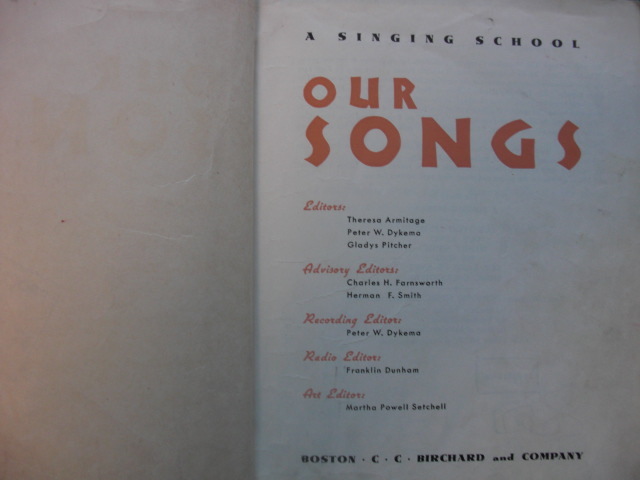 A SINGING SCHOOL
OUR
SONGS
Editors:
Theresa Armitage
Peter W. Dykema
Gladys Pitcher
Advisory Editors:
Charles H. Farnsworth
Herman F. Smith
Recording Editor:
Peter W. Dykema
Radio Editor:
Franklin Dunham
Art Editor:
Martha Powell Setchell
BOSTON · C · C · BIRCHARD and COMPANY